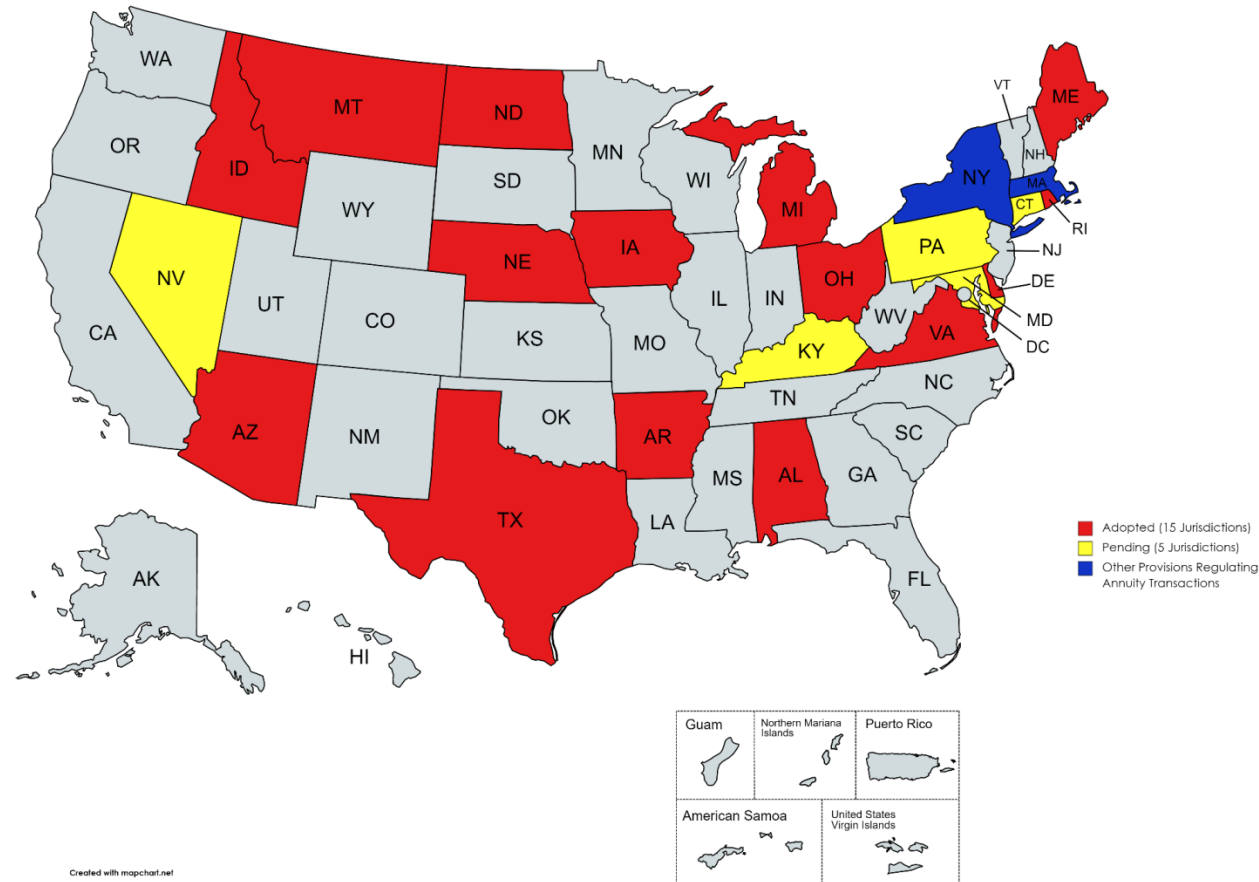 WA
MT
ND
MN
VT
ME
OR
ID
SD
WI
MI
NY
NH
MA
CT
RI
WY
NE
IA
PA
NJ
NV
UT
CO
IL
IN
OH
DE
CA
KS
MO
WV
MD
KY
VA
DC
AZ
NM
OK
AR
TN
NC
SC
MS
AL
GA
TX
LA
FL
AK
HI
Adopted (15 Jurisdictions)
Pending (5 Jurisdictions)
Other Provisions Regulating
Annuity Transactions
Guam
Northern Mariana
Islands
Puerto Rico
American Samoa
United States
Virgin Islands
Created with mapchart.net